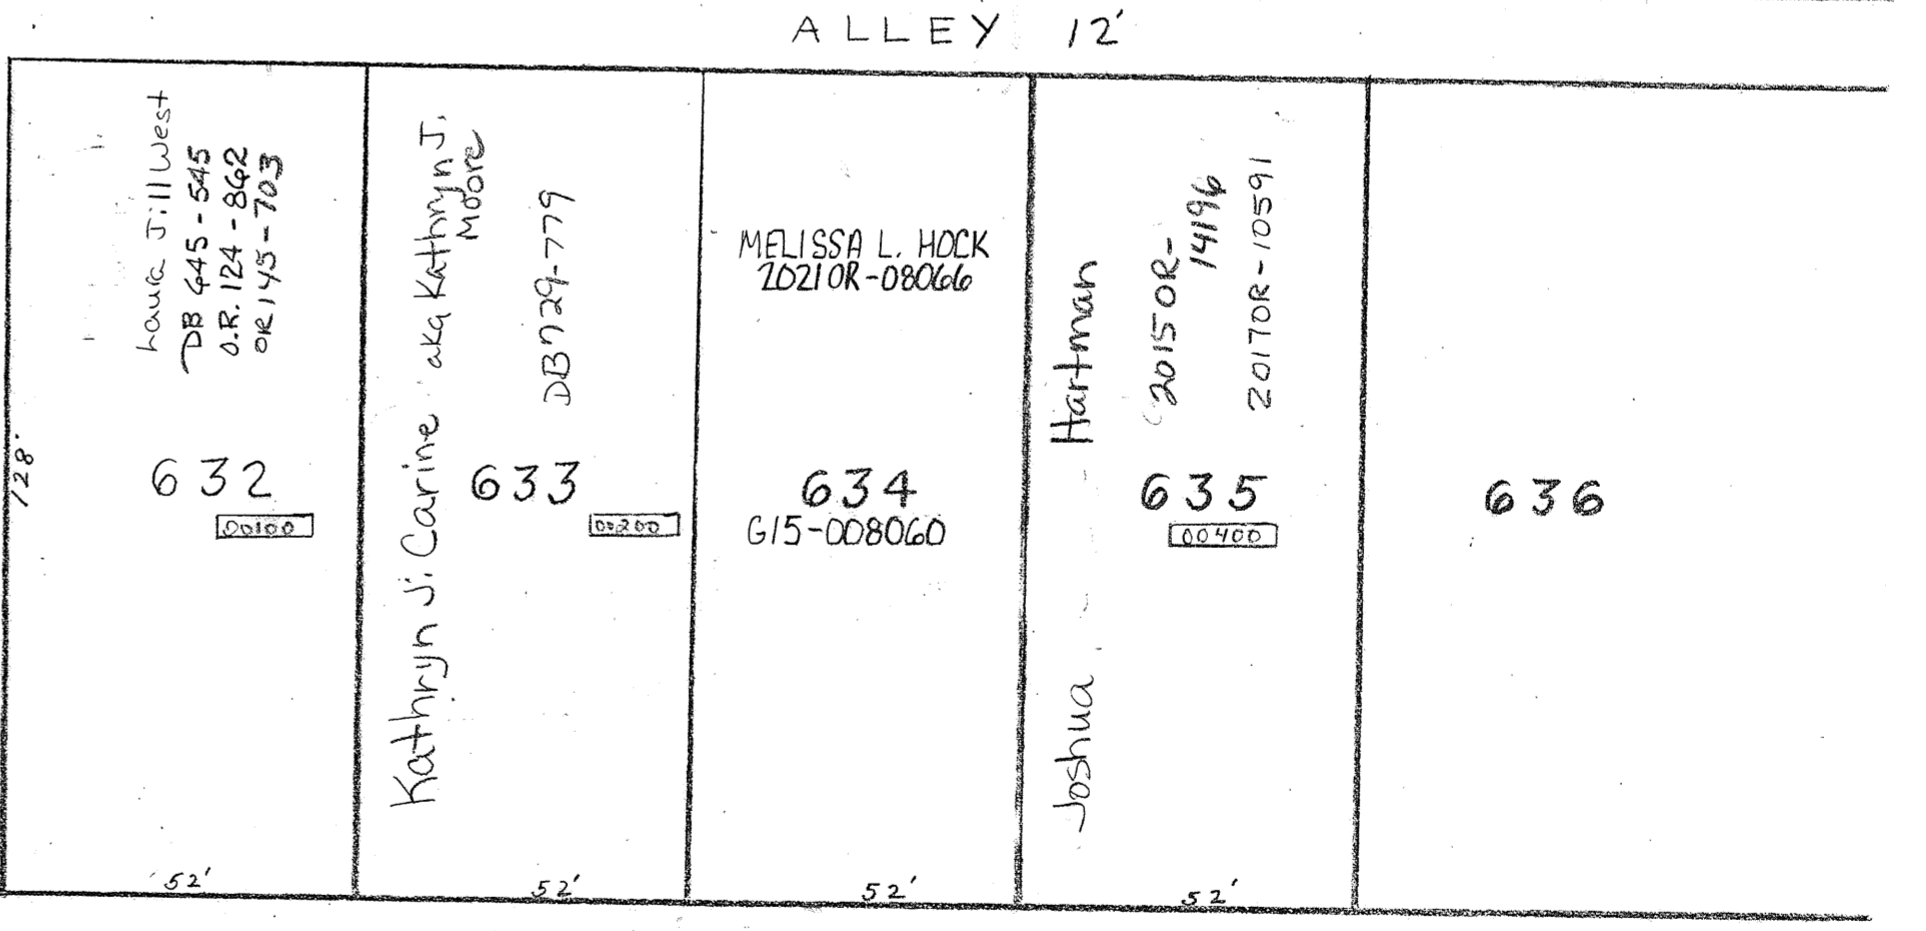 ALLEY 12'
Laura Jill West
DB 645-545
O.R. 124-862
OR 145-703
128'
632
00100
52'
Kathryn J. Carine aka Kathryn J.
Moore
DB729-779
633
00200
52'
MELISSA L. HOCK
2021OR-08066
634
G15-008060
52'
Joshua Hartman
2015OR-
14196
2017OR-10591
635
00400
52'
636